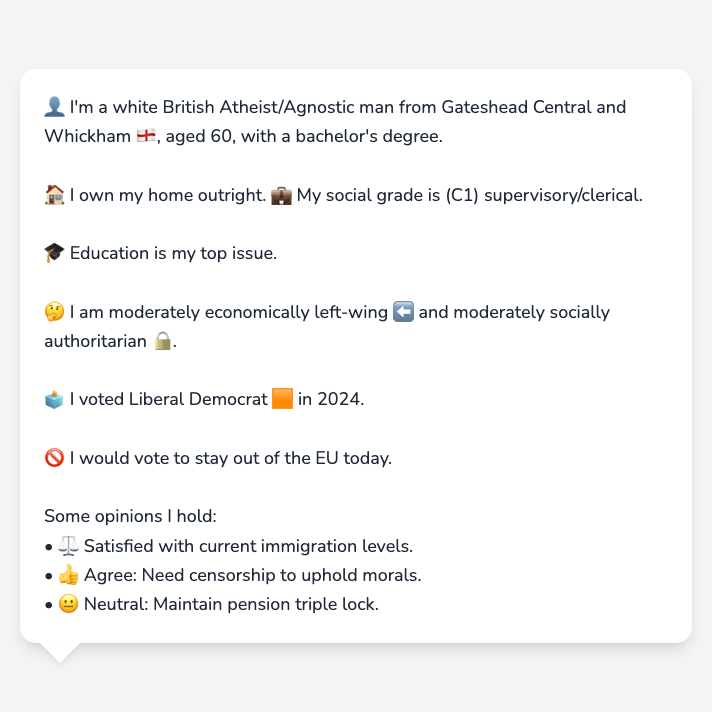 👤 I'm a white British Atheist/Agnostic man from Gateshead Central and
Whickham 🏴󠁧󠁢󠁥󠁮󠁧󠁿, aged 60, with a bachelor's degree.
🏠 I own my home outright. 💼 My social grade is (C1) supervisory/clerical.
🎓 Education is my top issue.
🤔 I am moderately economically left-wing ⬅️ and moderately socially
authoritarian 🔒.
🗳️ I voted Liberal Democrat 🟧 in 2024.
🚫 I would vote to stay out of the EU today.
Some opinions I hold:
• ⚖️ Satisfied with current immigration levels.
• 👍 Agree: Need censorship to uphold morals.
• 😐 Neutral: Maintain pension triple lock.